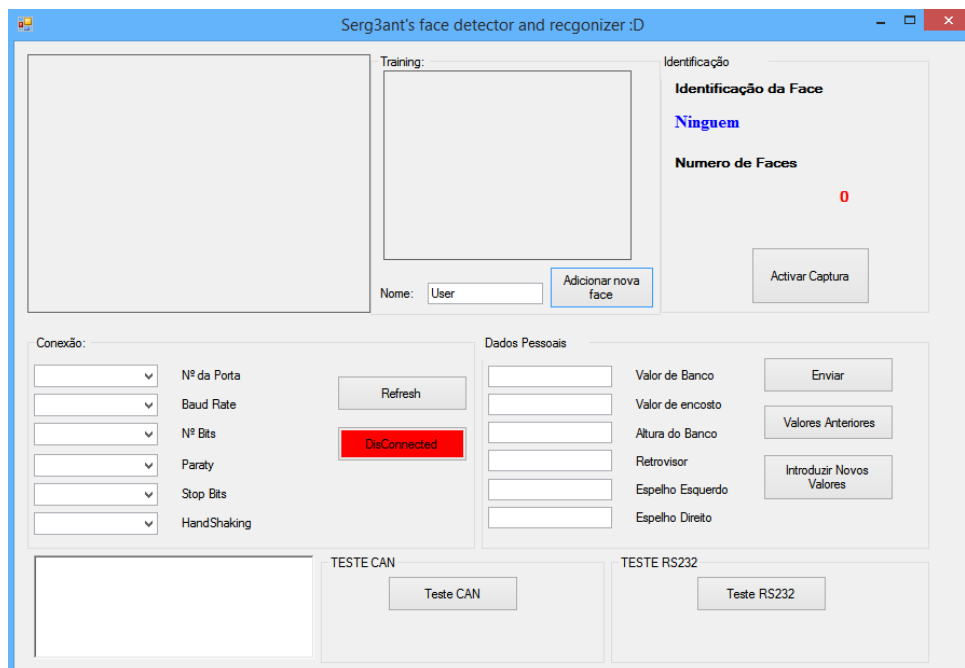 Serg3ant's face detector and recgonizer :D
Training:
Nome:
User
Adicionar nova
face
Identificação
Identificação da Face
Ninguem
Numero de Faces
0
Activar Captura
Conexão:
Nº da Porta
Baud Rate
Nº Bits
Paraty
Stop Bits
HandShaking
Refresh
DisConnected
Dados Pessoais
Valor de Banco
Valor de encosto
Altura do Banco
Retrovisor
Espelho Esquerdo
Espelho Direito
Enviar
Valores Anteriores
Introduzir Novos
Valores
TESTE CAN
Teste CAN
TESTE RS232
Teste RS232